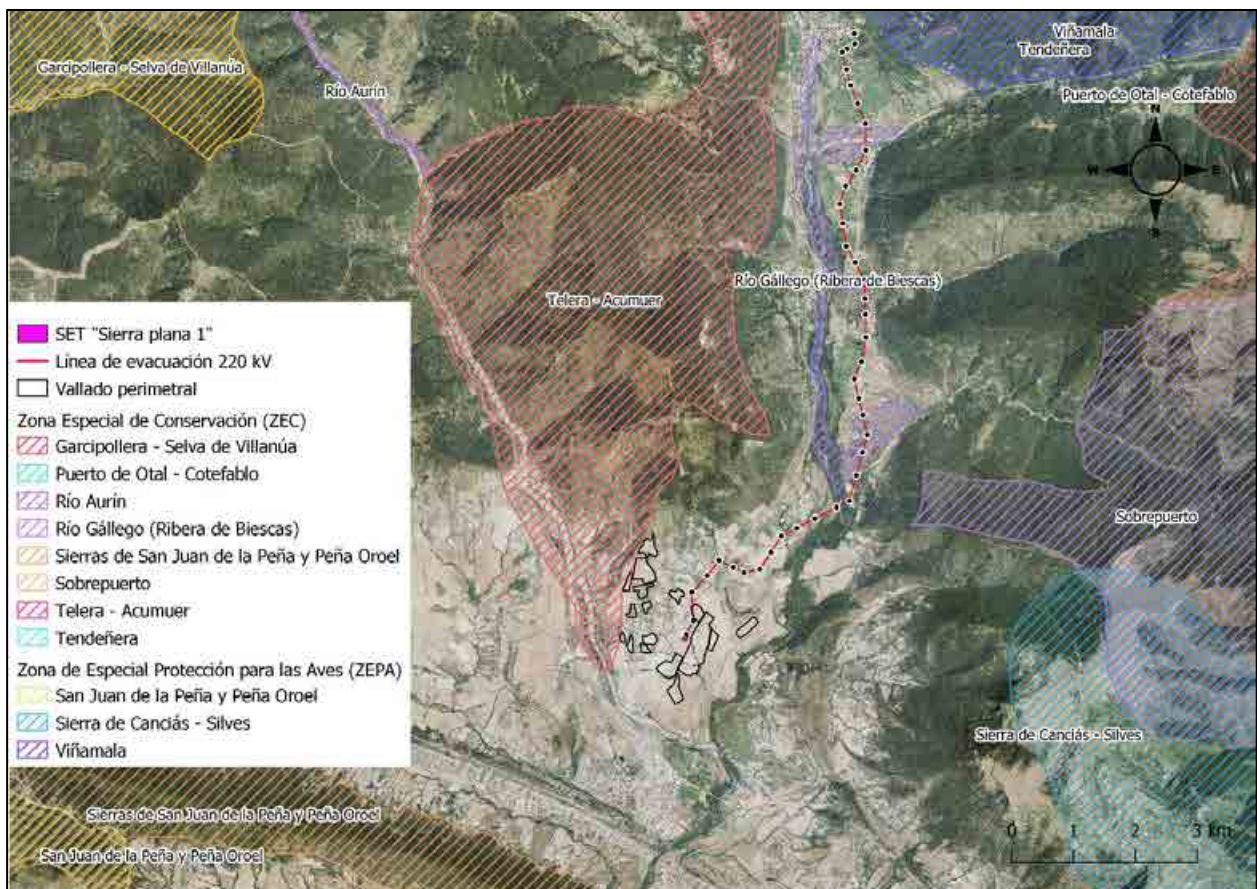 Garcipollera - Selva de Villanúa
Río Aurín
Viñamala
Tendeñera
Puerto de Otal - Cotefablo
N
W
E
S
Telera - Acumuer
Río Gállego (Ribera de Biescas)
Sobrepuerto
Sierra de Canciás - Silves
Sierras de San Juan de la Peña y Peña Oroel
San Juan de la Peña y Peña Oroel
SET "Sierra plana 1"
Línea de evacuación 220 kV
Vallado perimetral
Zona Especial de Conservación (ZEC)
Garcipollera - Selva de Villanúa
Puerto de Otal - Cotefablo
Río Aurín
Río Gállego (Ribera de Biescas)
Sierras de San Juan de la Peña y Peña Oroel
Sobrepuerto
Telera - Acumuer
Tendeñera
Zona de Especial Protección para las Aves (ZEPA)
San Juan de la Peña y Peña Oroel
Sierra de Canciás - Silves
Viñamala
0 1 2 3 km